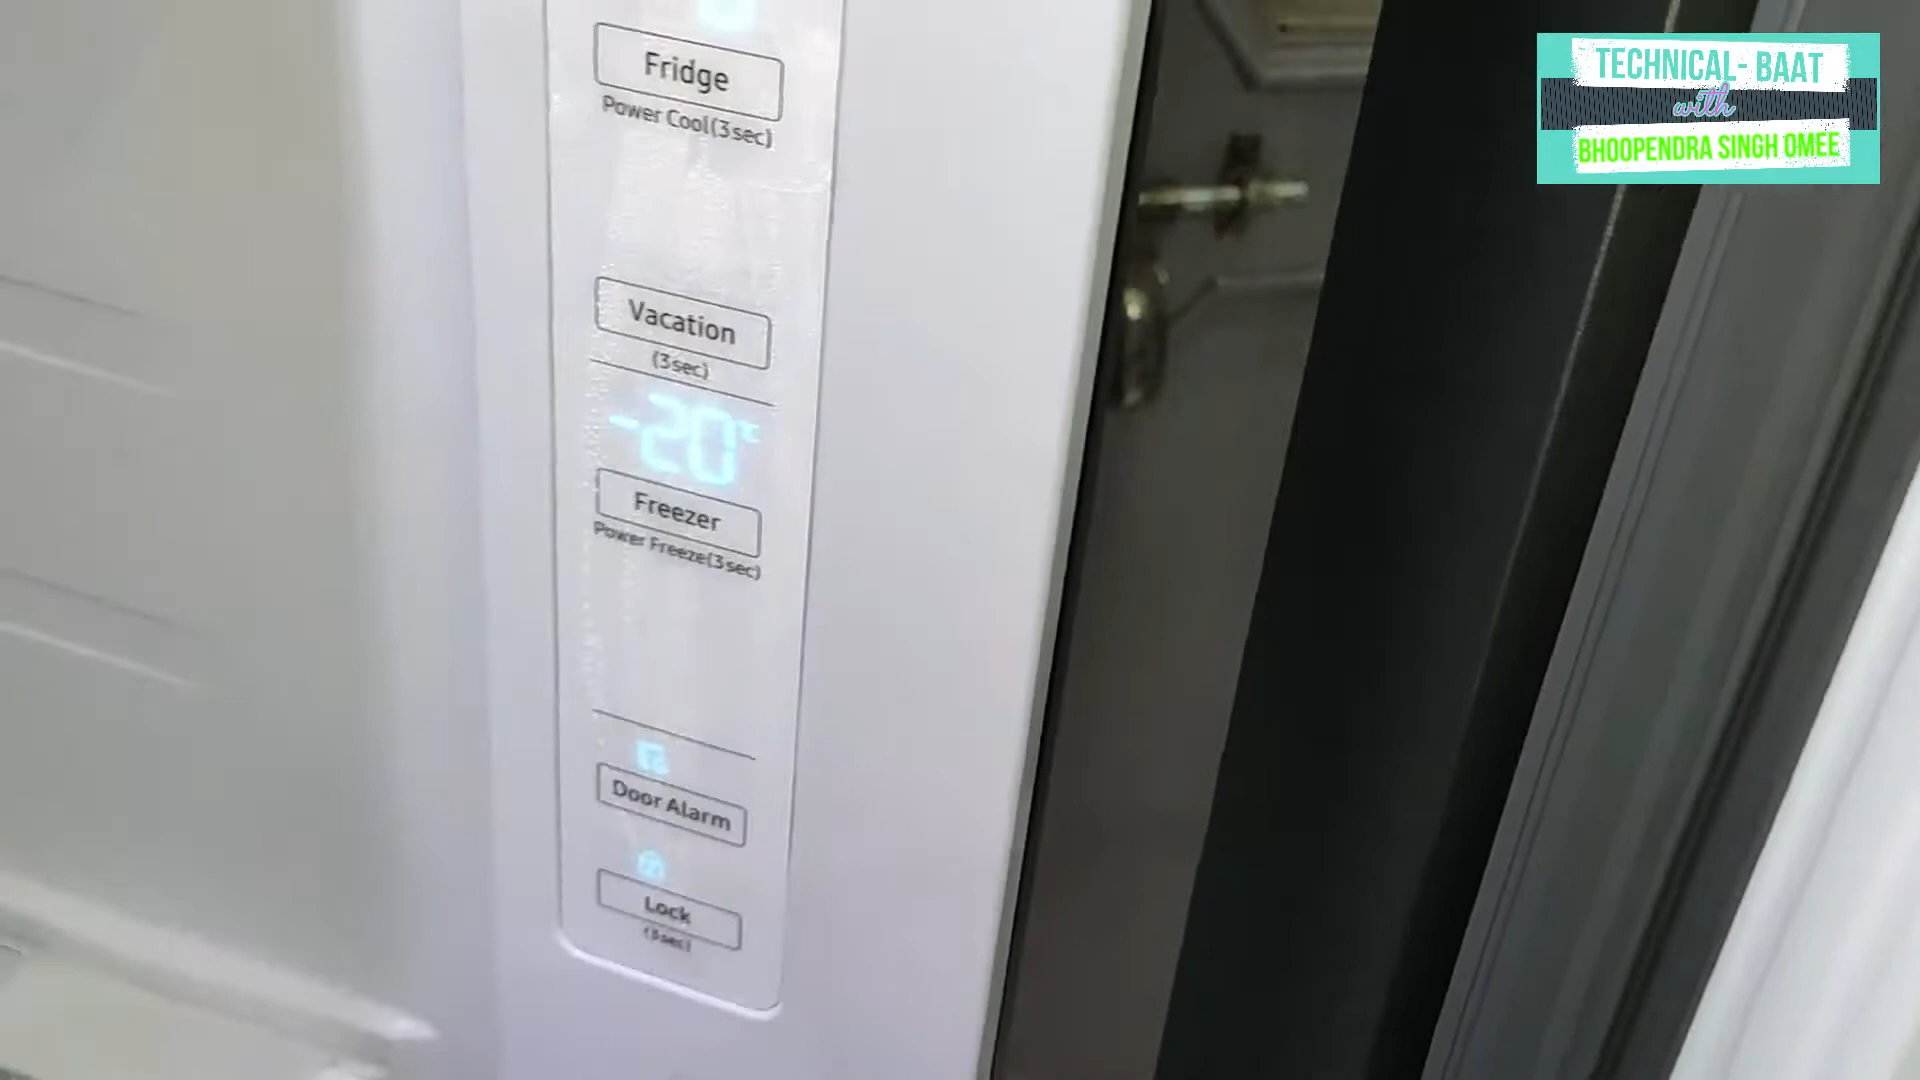 Fridge
Power Cool(3sec)
Vacation
(3sec)
-20°C
Freezer
Power Freeze(3sec)
Door Alarm
Lock
(3sec)
TECHNICAL- BAAT
with
BHOOPENDRA SINGH OMEE